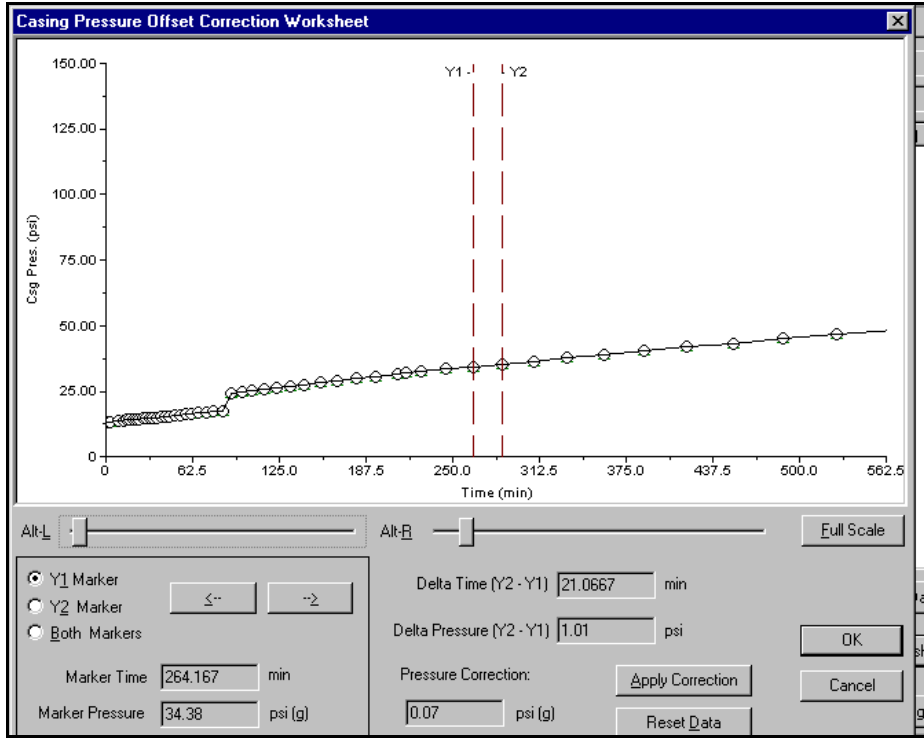 Casing Pressure Offset Correction Worksheet
150.00
125.00
100.00
75.00
50.00
25.00
0
Csg Pres. (psi)
Y1
Y2
0 62.5 125.0 187.5 250.0 312.5 375.0 437.5 500.0 562.5
Time (min)
Alt-L
Alt-R
Full Scale
Y1 Marker
Y2 Marker
Both Markers
<--
-->
Marker Time 264.167 min
Marker Pressure 34.38 psi (g)
Delta Time (Y2 - Y1) 21.0667 min
Delta Pressure (Y2 - Y1) 1.01 psi
Pressure Correction:
0.07 psi (g)
Apply Correction
Reset Data
OK
Cancel